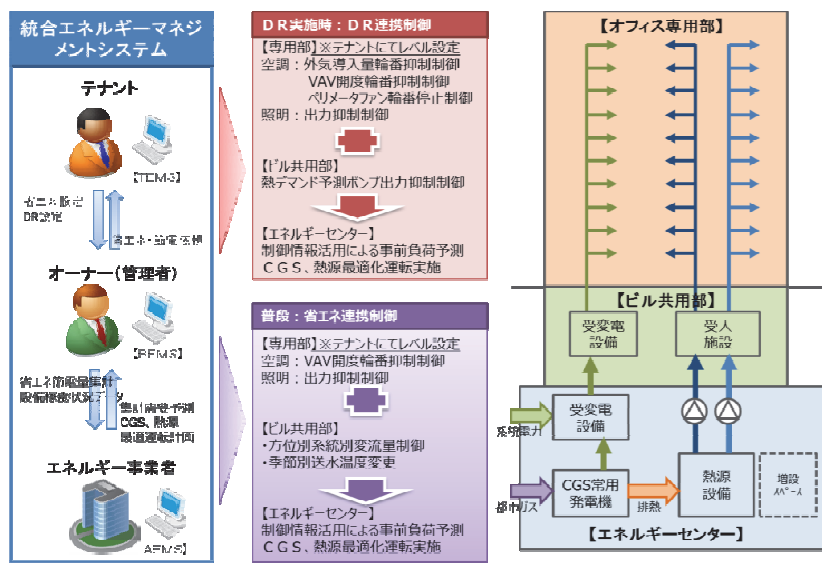 統合エネルギーマネジ
メントシステム
テナント
【TEMS】
省エネ設定
DR設定
省エネ・節電依頼
オーナー（管理者）
【BEMS】
省エネ節電量集計
設備稼働状況データ
集計需要予測
CGS、熱源
最適運転計画
エネルギー事業者
【AEMS】
ＤＲ実施時：ＤＲ連携制御
【専用部】※テナントにてレベル設定
空調：外気導入量輪番抑制制御
VAV開度輪番抑制制御
ペリメータファン輪番停止制御
照明：出力抑制制御
【ビル共用部】
熱デマンド予測ポンプ出力抑制制御
【エネルギーセンター】
制御情報活用による事前負荷予測
ＣＧＳ、熱源最適化運転実施
普段：省エネ連携制御
【専用部】※テナントにてレベル設定
空調：VAV開度輪番抑制制御
照明：出力抑制制御
【ビル共用部】
・方位別系統別変流量制御
・季節別送水温度変更
【エネルギーセンター】
制御情報活用による事前負荷予測
ＣＧＳ、熱源最適化運転実施
【オフィス専用部】
【ビル共用部】
受変電
設備
受入
施設
系統電力
受変電
設備
都市ガス
CGS常用
発電機
排熱
熱源
設備
増設
スペース
【エネルギーセンター】